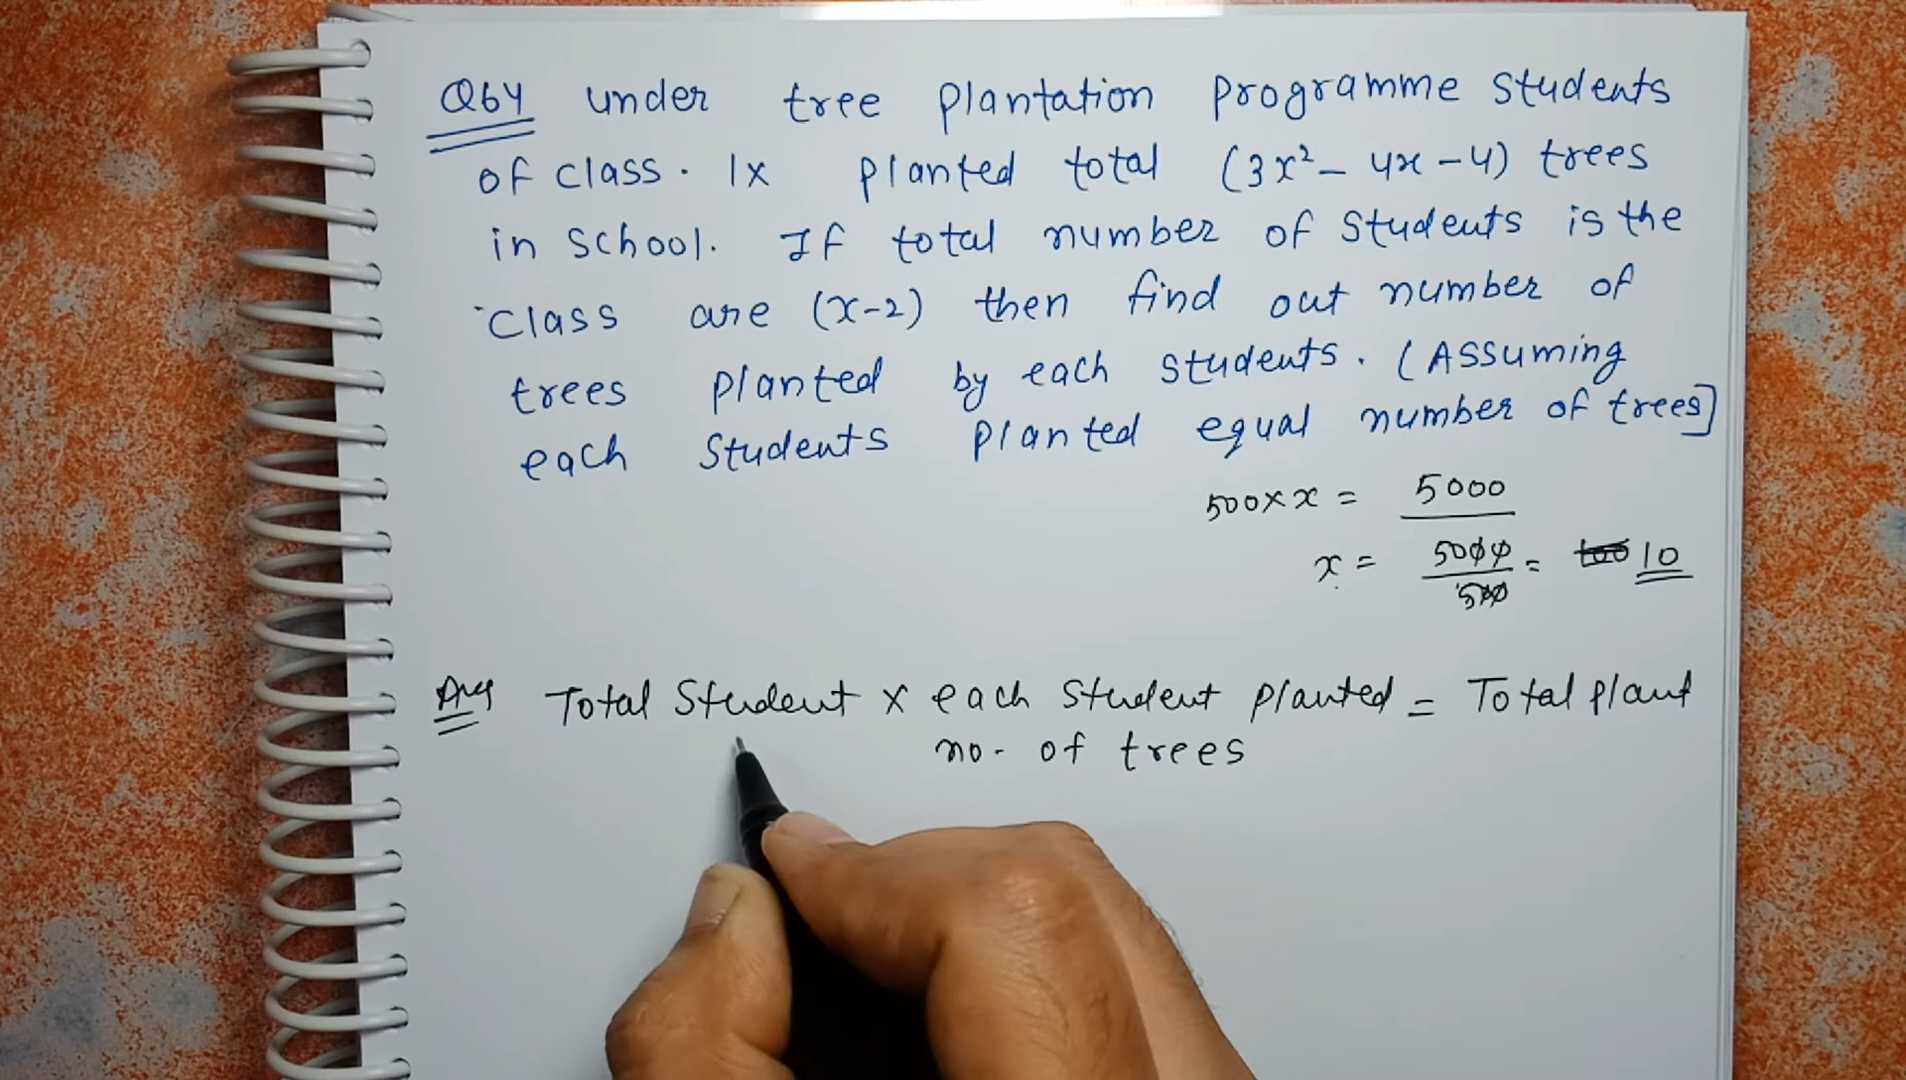 Q64 under tree plantation programme students
of class. IX planted total (3x² - 4x - 4) trees
in school. If total number of students is the
class are (x-2) then find out number of
trees planted by each students. (Assuming
each students planted equal number of trees]
500 × x = 5000
x = 5000/500 = 10
Ans Total Student × each student planted = Total plant
no. of trees